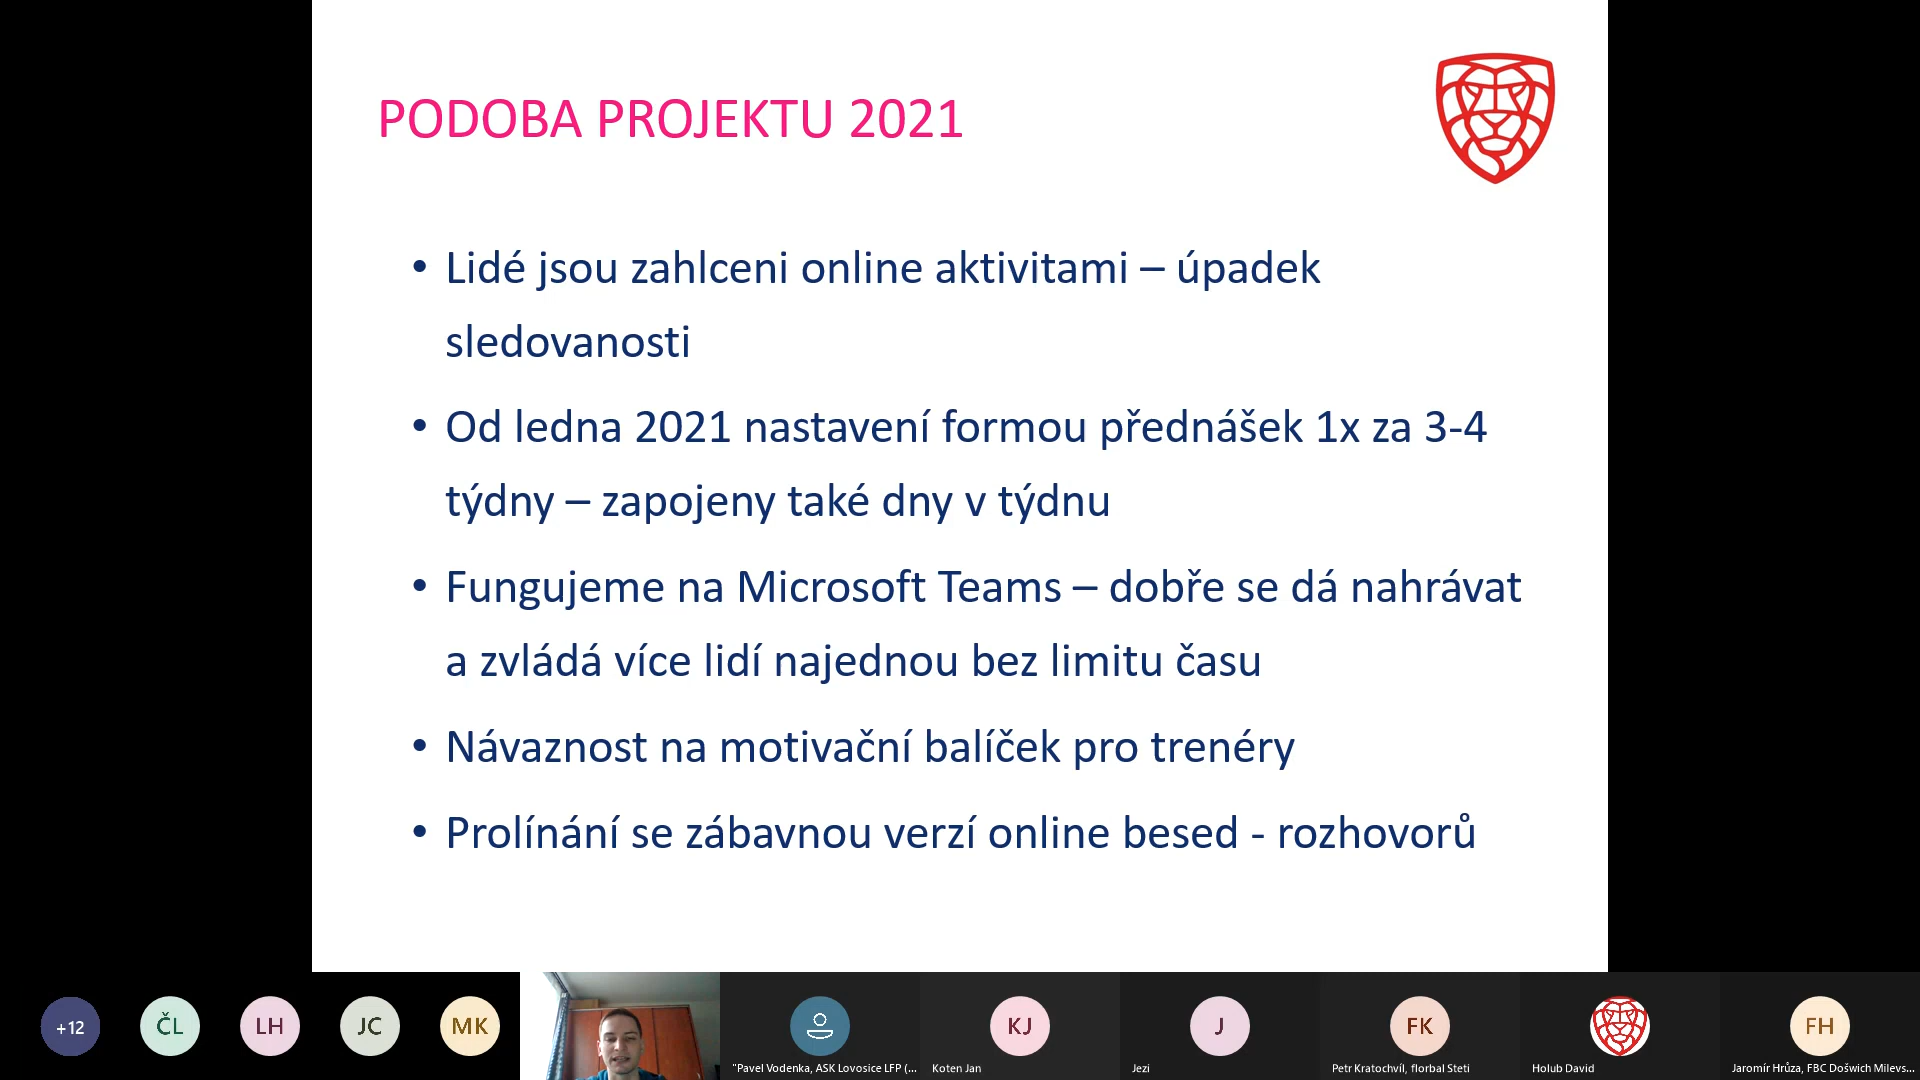 PODOBA PROJEKTU 2021
• Lidé jsou zahlceni online aktivitami – úpadek
sledovanosti
• Od ledna 2021 nastavení formou přednášek 1x za 3-4
týdny – zapojeny také dny v týdnu
• Fungujeme na Microsoft Teams – dobře se dá nahrávat
a zvládá více lidí najednou bez limitu času
• Návaznost na motivační balíček pro trenéry
• Prolínání se zábavnou verzí online besed - rozhovorů
+12
ČL
LH
JC
MK
KJ
J
FK
FH
"Pavel Vodenka, ASK Lovosice LFP (...
Koten Jan
Jezi
Petr Kratochvíl, florbal Steti
Holub David
Jaromír Hrůza, FBC Došwich Milevs...